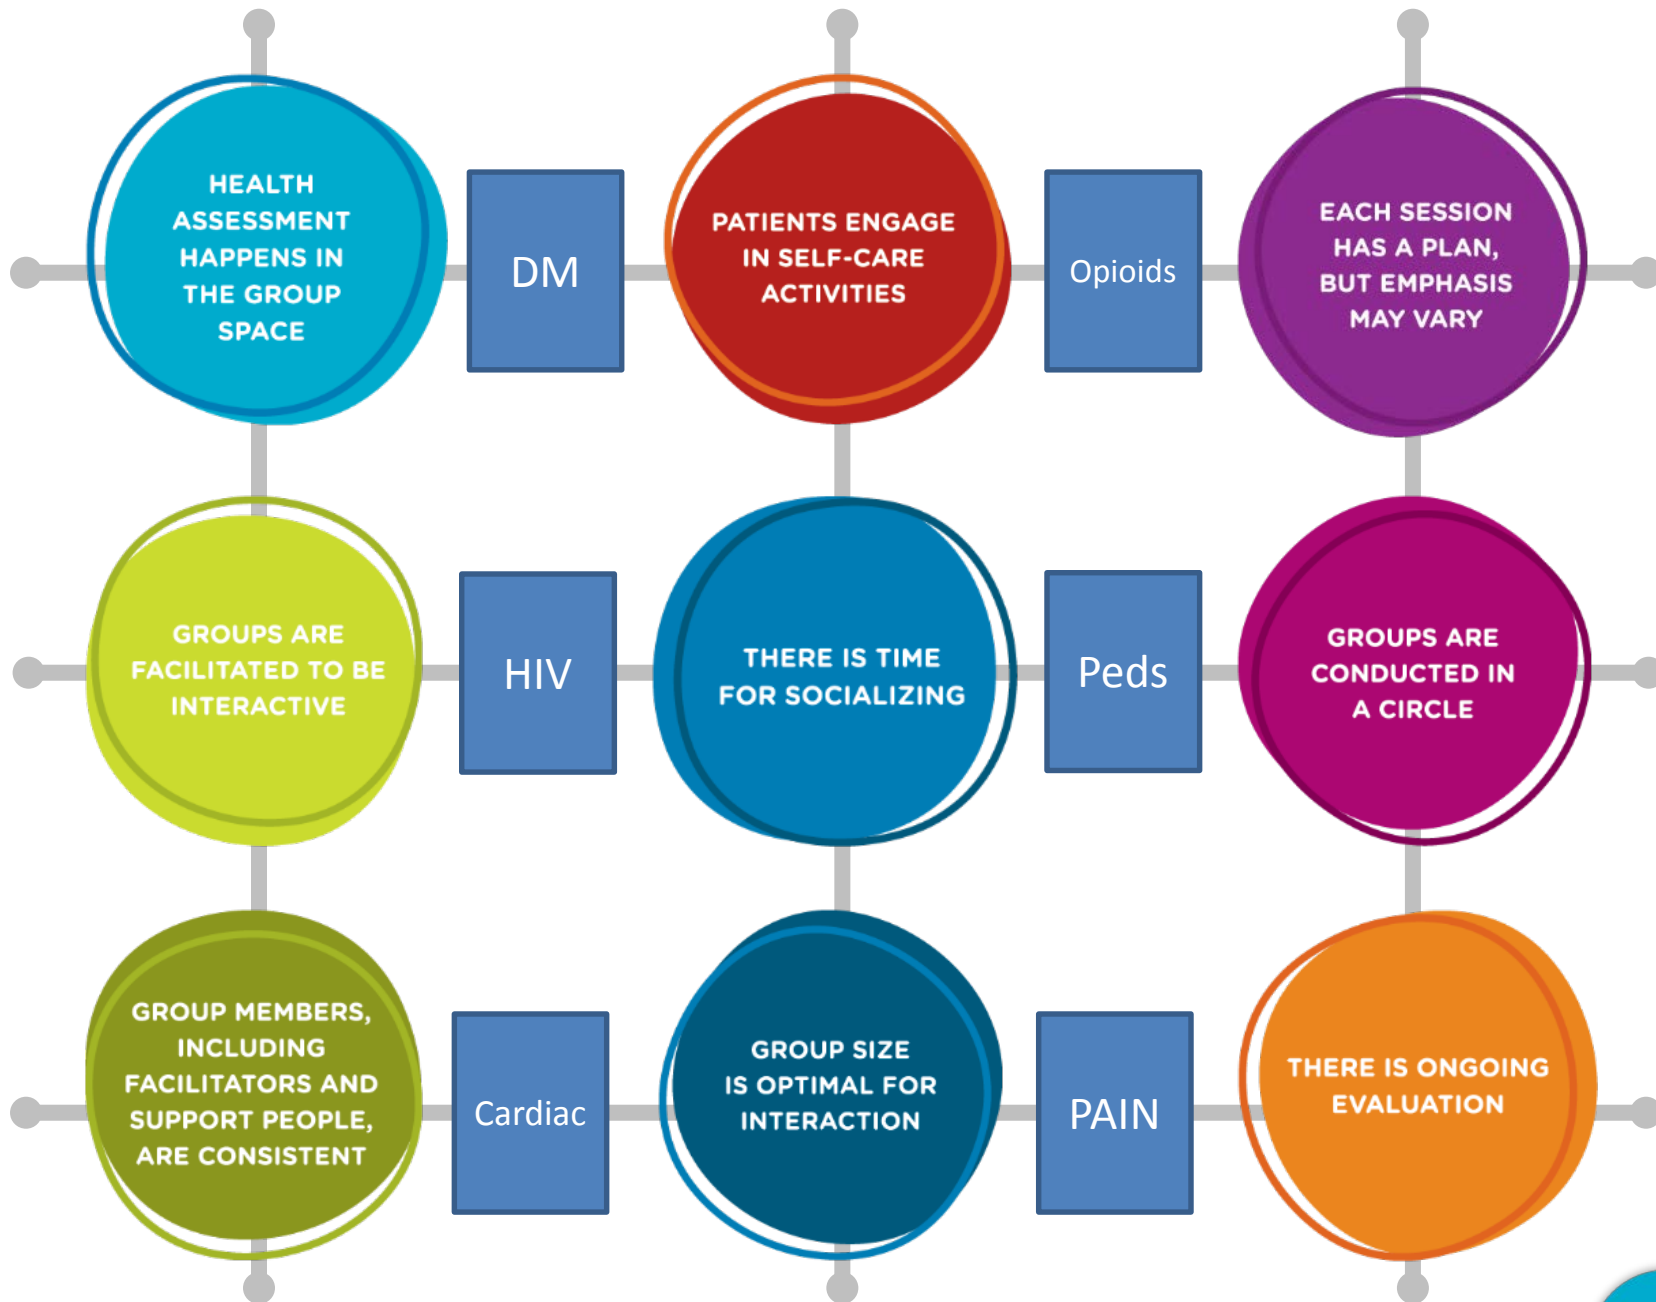 HEALTH
ASSESSMENT
HAPPENS IN
THE GROUP
SPACE
DM
PATIENTS ENGAGE
IN SELF-CARE
ACTIVITIES
Opioids
EACH SESSION
HAS A PLAN,
BUT EMPHASIS
MAY VARY
GROUPS ARE
FACILITATED TO BE
INTERACTIVE
HIV
THERE IS TIME
FOR SOCIALIZING
Peds
GROUPS ARE
CONDUCTED IN
A CIRCLE
GROUP MEMBERS,
INCLUDING
FACILITATORS AND
SUPPORT PEOPLE,
ARE CONSISTENT
Cardiac
GROUP SIZE
IS OPTIMAL FOR
INTERACTION
PAIN
THERE IS ONGOING
EVALUATION